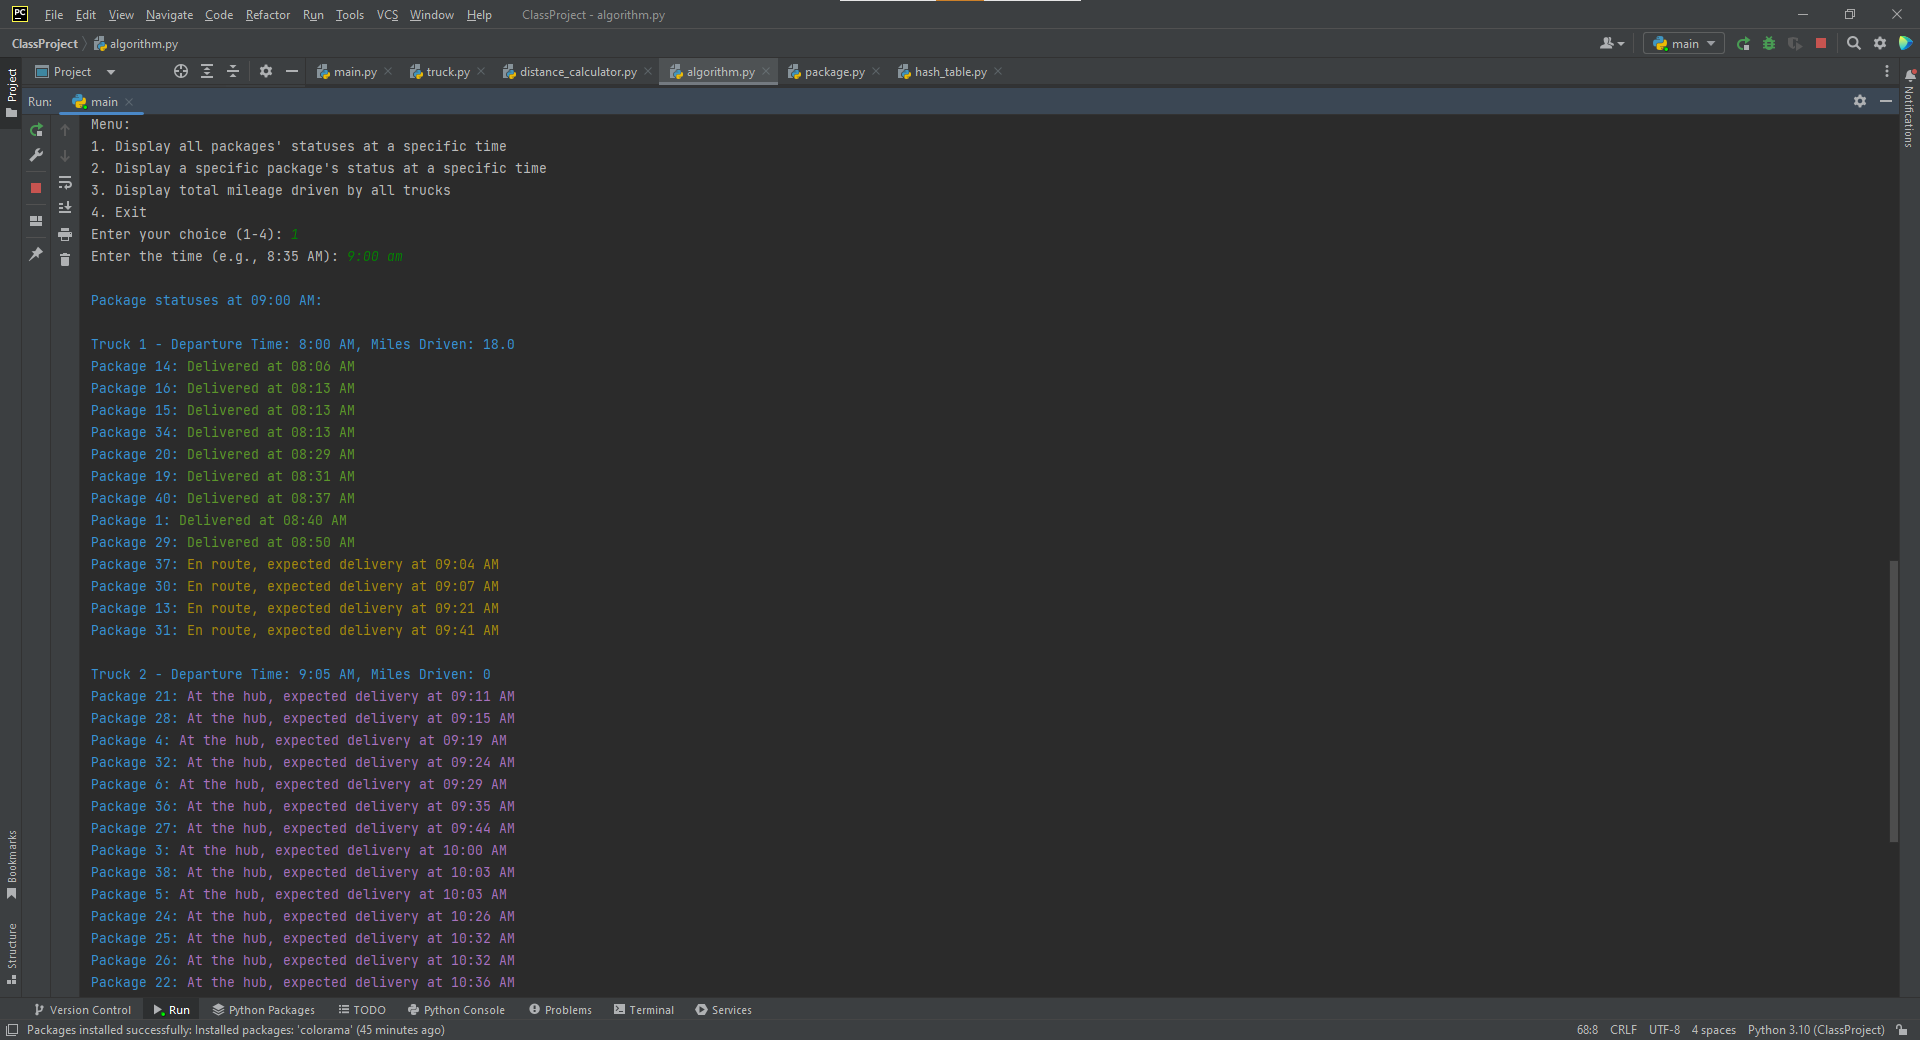 PC File Edit View Navigate Code Refactor Run Tools VCS Window Help ClassProject - algorithm.py
ClassProject algorithm.py main
Project main.py truck.py distance_calculator.py algorithm.py package.py hash_table.py
Project
Notifications
Run: main
Menu:
1. Display all packages' statuses at a specific time
2. Display a specific package's status at a specific time
3. Display total mileage driven by all trucks
4. Exit
Enter your choice (1-4): 1
Enter the time (e.g., 8:35 AM): 9:00 am
Package statuses at 09:00 AM:
Truck 1 - Departure Time: 8:00 AM, Miles Driven: 18.0
Package 14: Delivered at 08:06 AM
Package 16: Delivered at 08:13 AM
Package 15: Delivered at 08:13 AM
Package 34: Delivered at 08:13 AM
Package 20: Delivered at 08:29 AM
Package 19: Delivered at 08:31 AM
Package 40: Delivered at 08:37 AM
Package 1: Delivered at 08:40 AM
Package 29: Delivered at 08:50 AM
Package 37: En route, expected delivery at 09:04 AM
Package 30: En route, expected delivery at 09:07 AM
Package 13: En route, expected delivery at 09:21 AM
Package 31: En route, expected delivery at 09:41 AM
Truck 2 - Departure Time: 9:05 AM, Miles Driven: 0
Package 21: At the hub, expected delivery at 09:11 AM
Package 28: At the hub, expected delivery at 09:15 AM
Package 4: At the hub, expected delivery at 09:19 AM
Package 32: At the hub, expected delivery at 09:24 AM
Package 6: At the hub, expected delivery at 09:29 AM
Package 36: At the hub, expected delivery at 09:35 AM
Package 27: At the hub, expected delivery at 09:44 AM
Package 3: At the hub, expected delivery at 10:00 AM
Package 38: At the hub, expected delivery at 10:03 AM
Package 5: At the hub, expected delivery at 10:03 AM
Package 24: At the hub, expected delivery at 10:26 AM
Package 25: At the hub, expected delivery at 10:32 AM
Package 26: At the hub, expected delivery at 10:32 AM
Package 22: At the hub, expected delivery at 10:36 AM
Bookmarks
Structure
Version Control Run Python Packages TODO Python Console Problems Terminal Services
Packages installed successfully: Installed packages: 'colorama' (45 minutes ago) 68:8 CRLF UTF-8 4 spaces Python 3.10 (ClassProject)